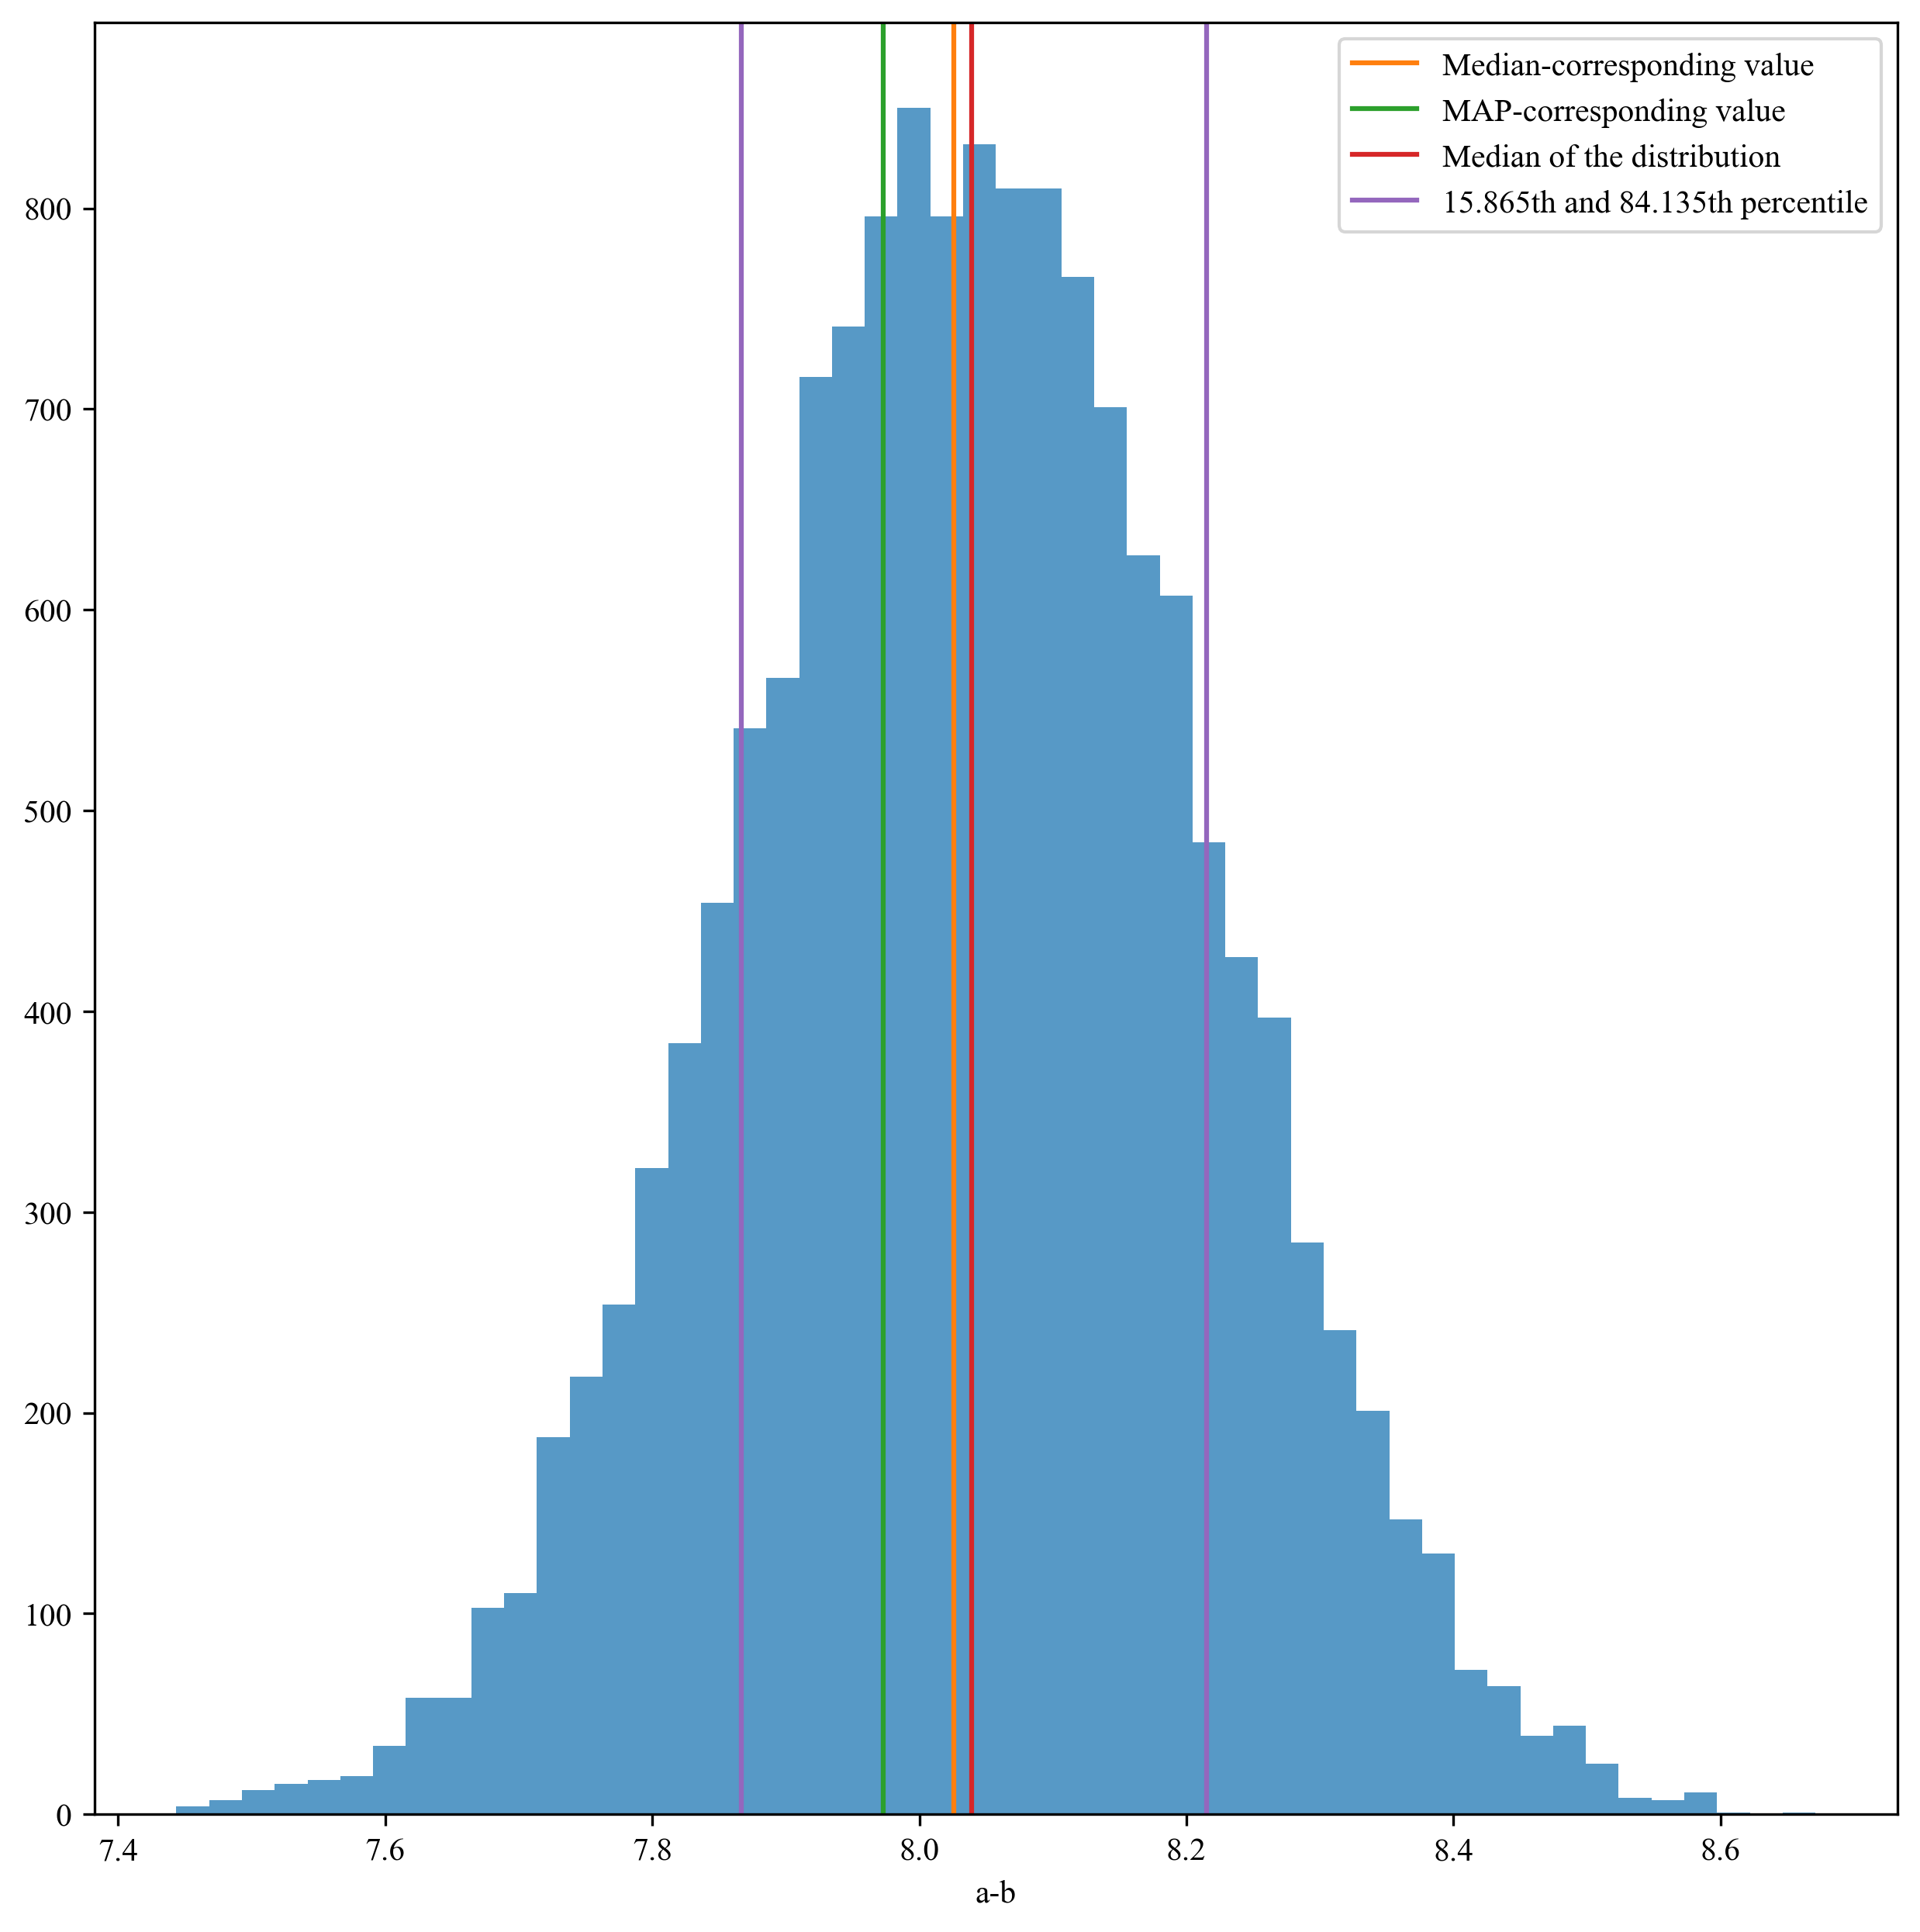 Median-corresponding value
MAP-corresponding value
Median of the distribution
15.865th and 84.135th percentile
800
700
600
500
400
300
200
100
0
7.4 7.6 7.8 8.0 8.2 8.4 8.6
a-b